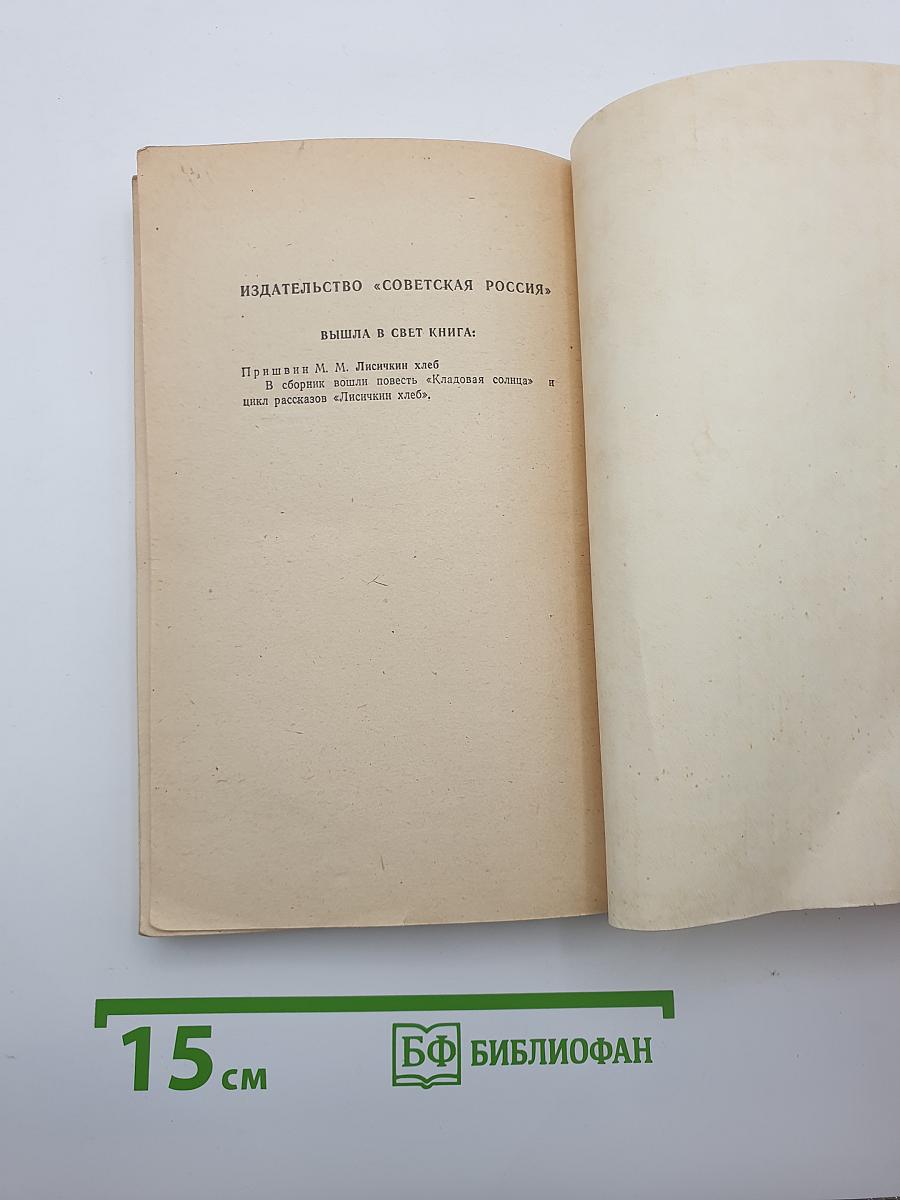 ИЗДАТЕЛЬСТВО «СОВЕТСКАЯ РОССИЯ»
ВЫШЛА В СВЕТ КНИГА:
Пришвин М. М. Лисичкин хлеб
В сборник вошли повесть «Кладовая солнца» и
цикл рассказов «Лисичкин хлеб».
15 см
БФ БИБЛИОФАН